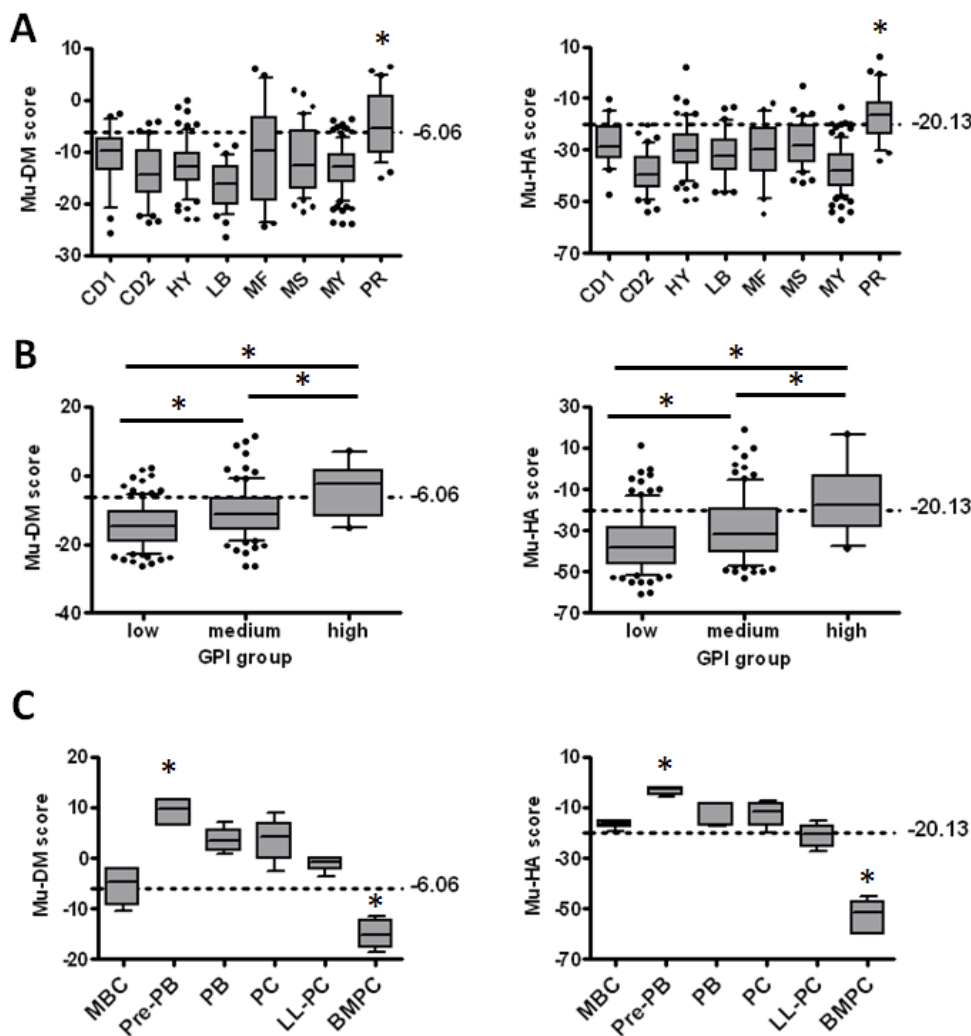 A
*
*
Mu-DM score
10
0
-10
-20
-30
-6.06
CD1 CD2 HY LB MF MS MY PR
Mu-HA score
10
-10
-30
-50
-70
-20.13
CD1 CD2 HY LB MF MS MY PR
B
*
*
*
Mu-DM score
20
0
-20
-40
-6.06
low medium high
GPI group
*
*
*
Mu-HA score
30
10
-10
-30
-50
-70
-20.13
low medium high
GPI group
C
Mu-DM score
20
10
0
-10
-20
*
*
-6.06
MBC Pre-PB PB PC LL-PC BMPC
Mu-HA score
10
-10
-30
-50
-70
*
*
-20.13
MBC Pre-PB PB PC LL-PC BMPC